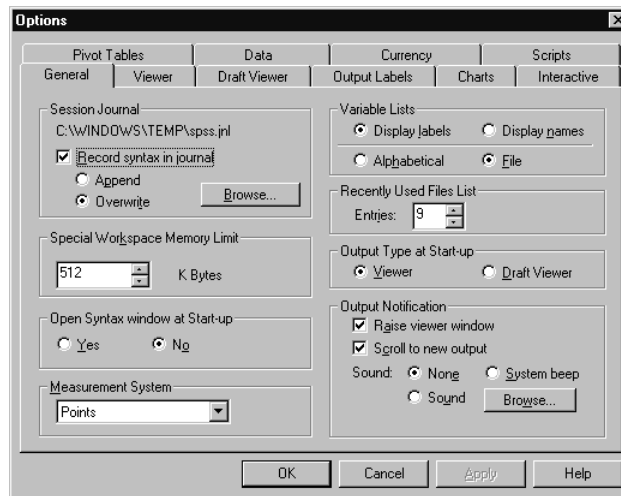 Options
Pivot Tables Data Currency Scripts
General Viewer Draft Viewer Output Labels Charts Interactive
Session Journal
C:\WINDOWS\TEMP\spss.jnl
Record syntax in journal
Append
Overwrite
Browse...
Special Workspace Memory Limit
512 K Bytes
Open Syntax window at Start-up
Yes No
Measurement System
Points
Variable Lists
Display labels Display names
Alphabetical File
Recently Used Files List
Entries: 9
Output Type at Start-up
Viewer Draft Viewer
Output Notification
Raise viewer window
Scroll to new output
Sound: None System beep
Sound Browse...
OK Cancel Apply Help